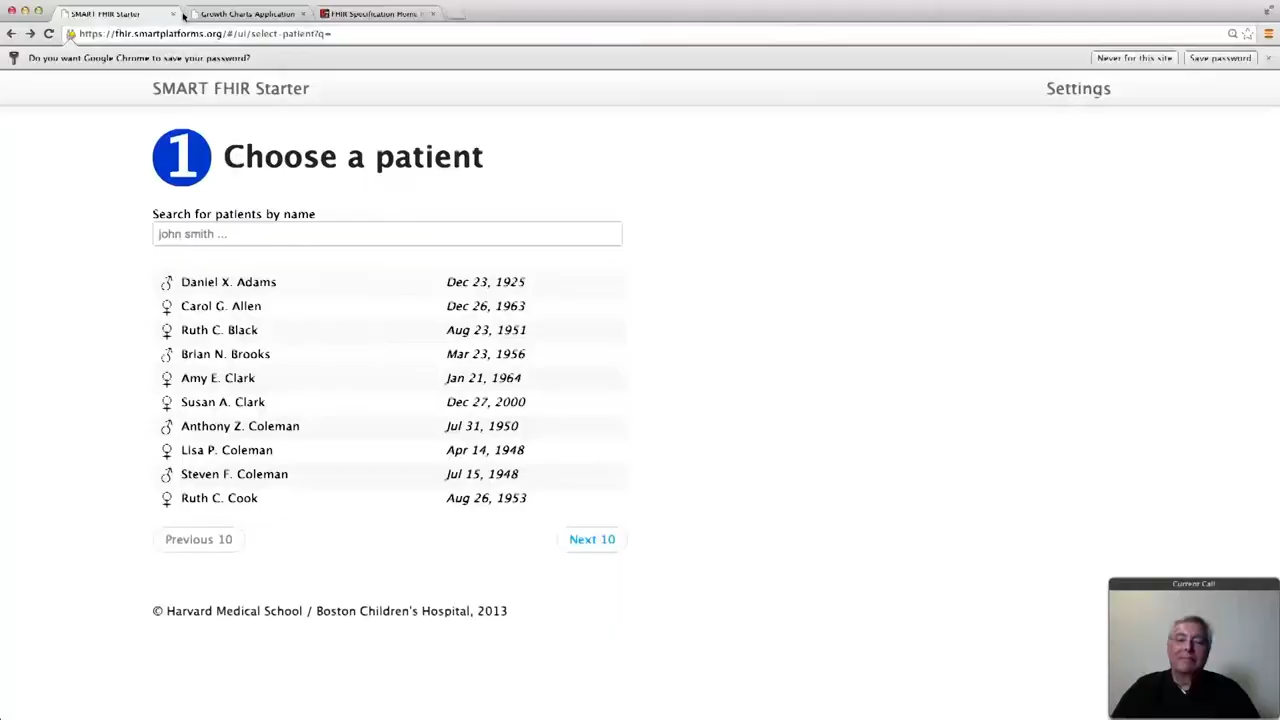 SMART FHIR Starter
Growth Charts Application
FHIR Specification Home
https://fhir.smartplatforms.org/#/ui/select-patient?q=
Do you want Google Chrome to save your password?
Never for this site
Save password
SMART FHIR Starter
Settings
1 Choose a patient
Search for patients by name
john smith ...
♂ Daniel X. Adams Dec 23, 1925
♀ Carol G. Allen Dec 26, 1963
♀ Ruth C. Black Aug 23, 1951
♂ Brian N. Brooks Mar 23, 1956
♀ Amy E. Clark Jan 21, 1964
♀ Susan A. Clark Dec 27, 2000
♂ Anthony Z. Coleman Jul 31, 1950
♀ Lisa P. Coleman Apr 14, 1948
♂ Steven F. Coleman Jul 15, 1948
♀ Ruth C. Cook Aug 26, 1953
Previous 10
Next 10
© Harvard Medical School / Boston Children's Hospital, 2013
Current Call